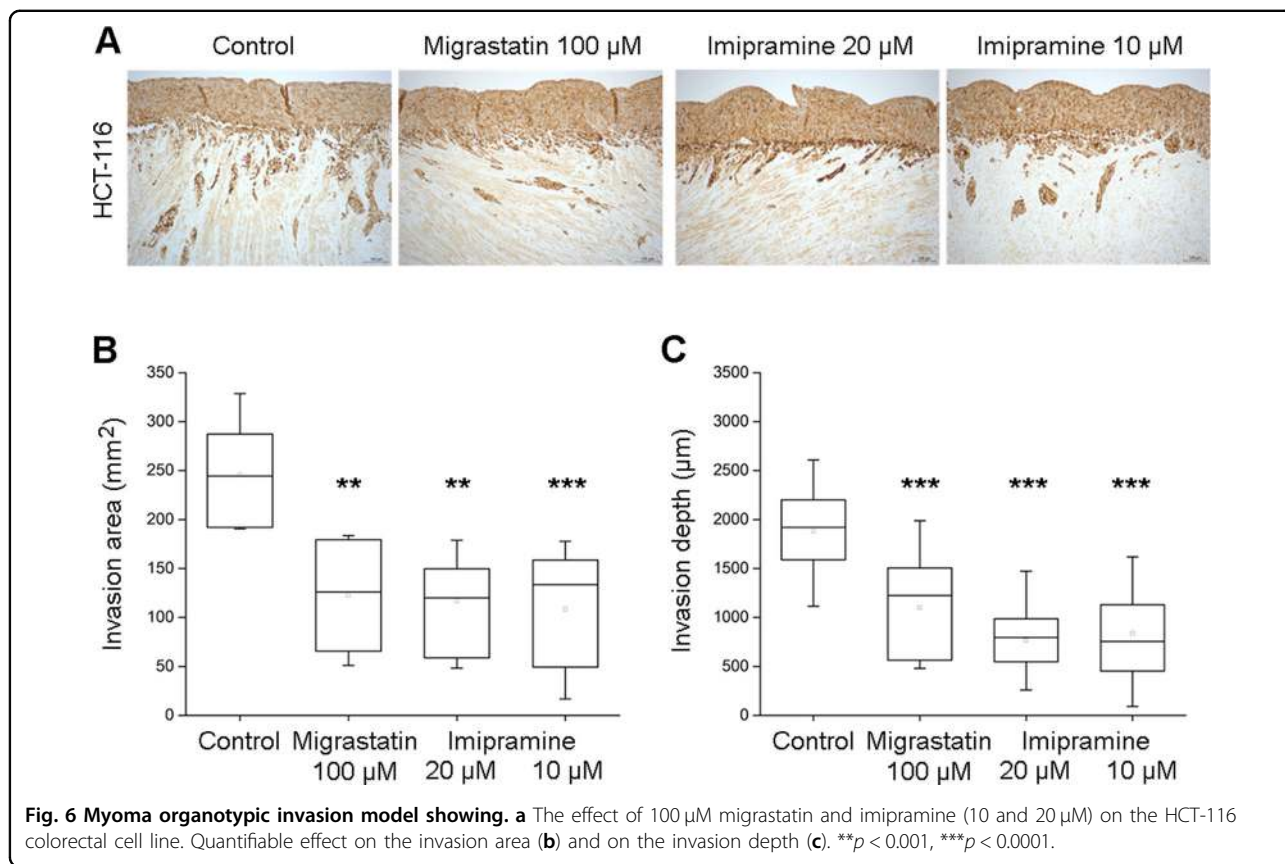 A
Control Migrastatin 100 µM Imipramine 20 µM Imipramine 10 µM
HCT-116
B
Invasion area (mm²)
350
300
250
200
150
100
50
0
** ** ***
Control Migrastatin Imipramine
100 µM 20 µM 10 µM
C
Invasion depth (µm)
3500
3000
2500
2000
1500
1000
500
0
*** *** ***
Control Migrastatin Imipramine
100 µM 20 µM 10 µM
Fig. 6 Myoma organotypic invasion model showing. a The effect of 100 µM migrastatin and imipramine (10 and 20 µM) on the HCT-116
colorectal cell line. Quantifiable effect on the invasion area (b) and on the invasion depth (c). **p < 0.001, ***p < 0.0001.